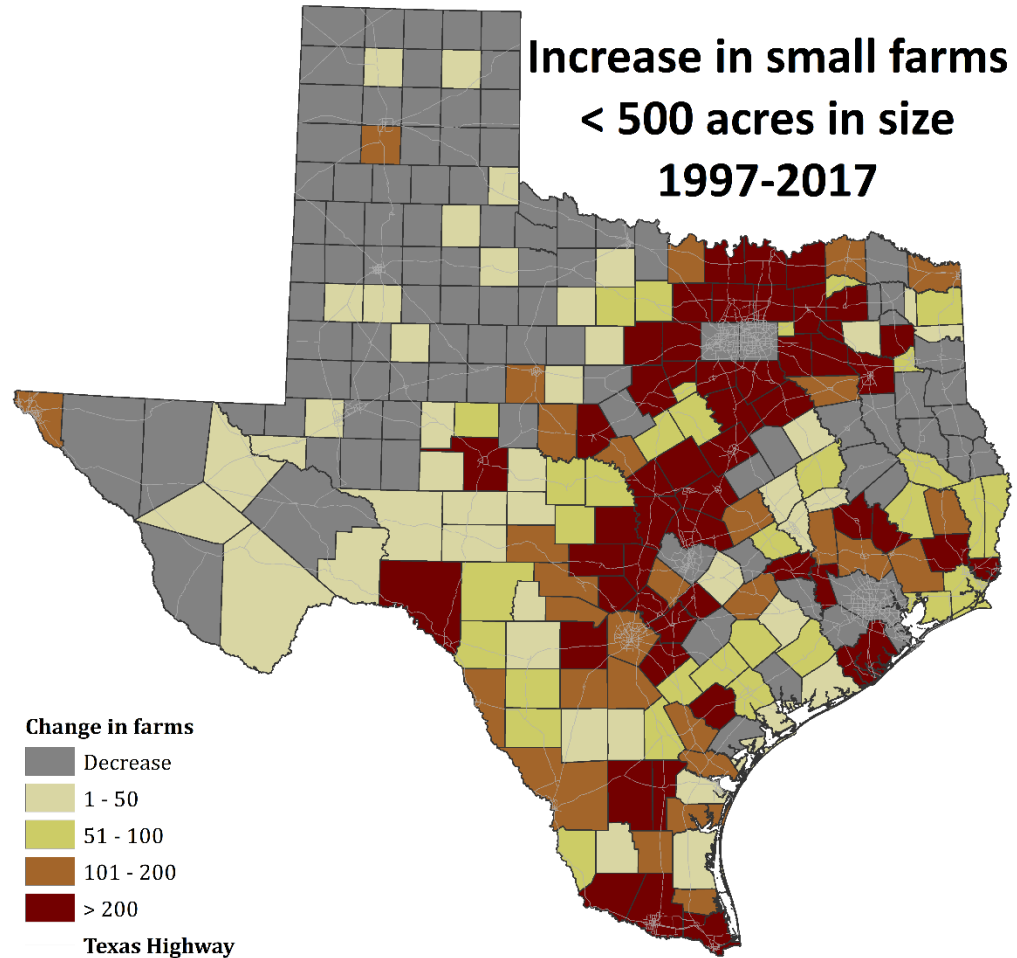 Increase in small farms
< 500 acres in size
1997-2017
Change in farms
Decrease
1 - 50
51 - 100
101 - 200
> 200
Texas Highway